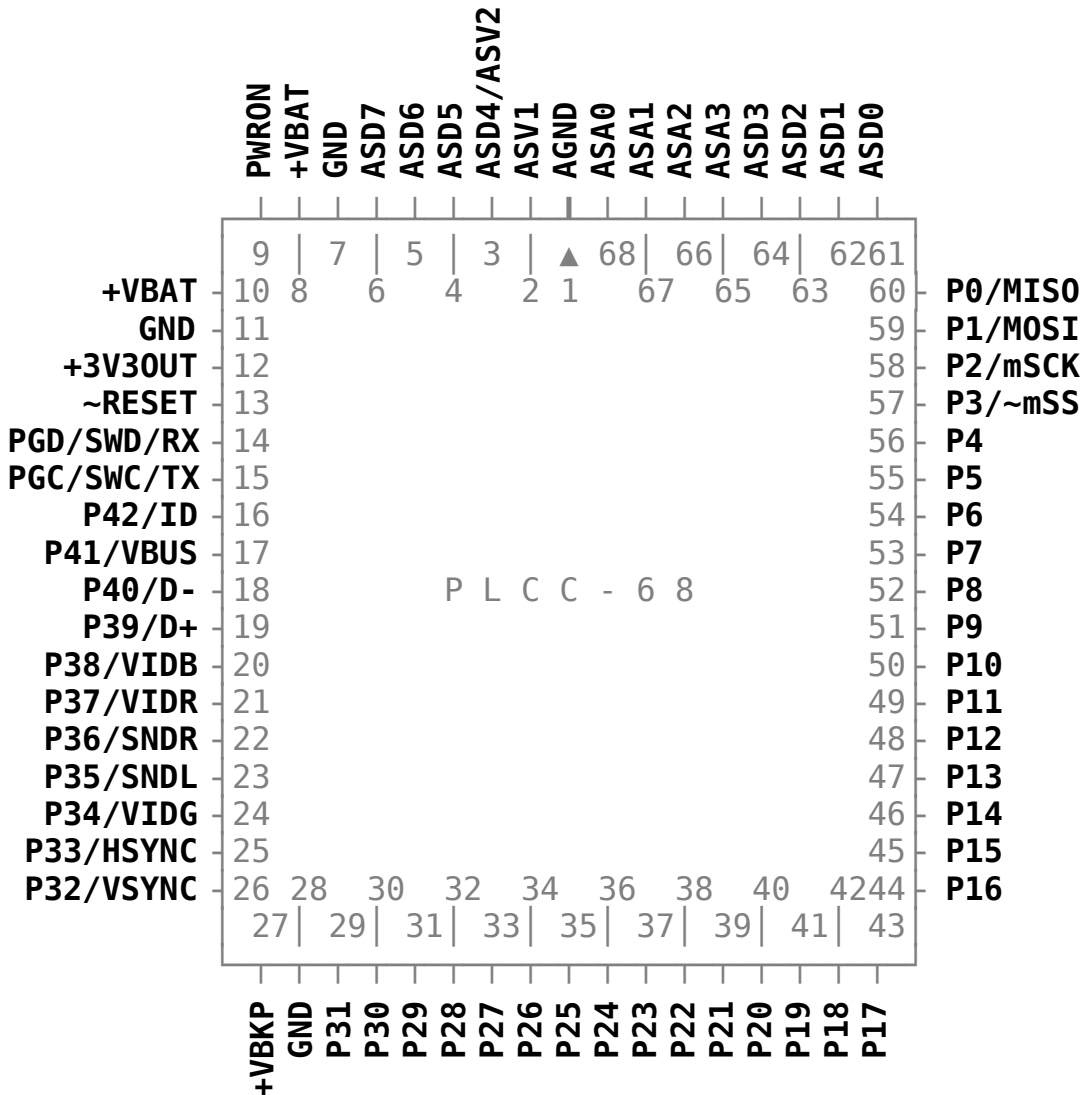 PWRON
+VBAT
GND
ASD7
ASD6
ASD5
ASD4/ASV2
ASV1
AGND
ASA0
ASA1
ASA2
ASA3
ASD3
ASD2
ASD1
ASD0
9 7 5 3 ▲ 68 66 64 62 61
+VBAT 10 8 6 4 2 1 67 65 63 60 P0/MISO
GND 11 59 P1/MOSI
+3V3OUT 12 58 P2/mSCK
~RESET 13 57 P3/~mSS
PGD/SWD/RX 14 56 P4
PGC/SWC/TX 15 55 P5
P42/ID 16 54 P6
P41/VBUS 17 53 P7
P40/D- 18 PLCC-68 52 P8
P39/D+ 19 51 P9
P38/VIDB 20 50 P10
P37/VIDR 21 49 P11
P36/SNDR 22 48 P12
P35/SNDL 23 47 P13
P34/VIDG 24 46 P14
P33/HSYNC 25 45 P15
P32/VSYNC 26 28 30 32 34 36 38 40 42 44 P16
27 29 31 33 35 37 39 41 43
+VBKP
GND
P31
P30
P29
P28
P27
P26
P25
P24
P23
P22
P21
P20
P19
P18
P17